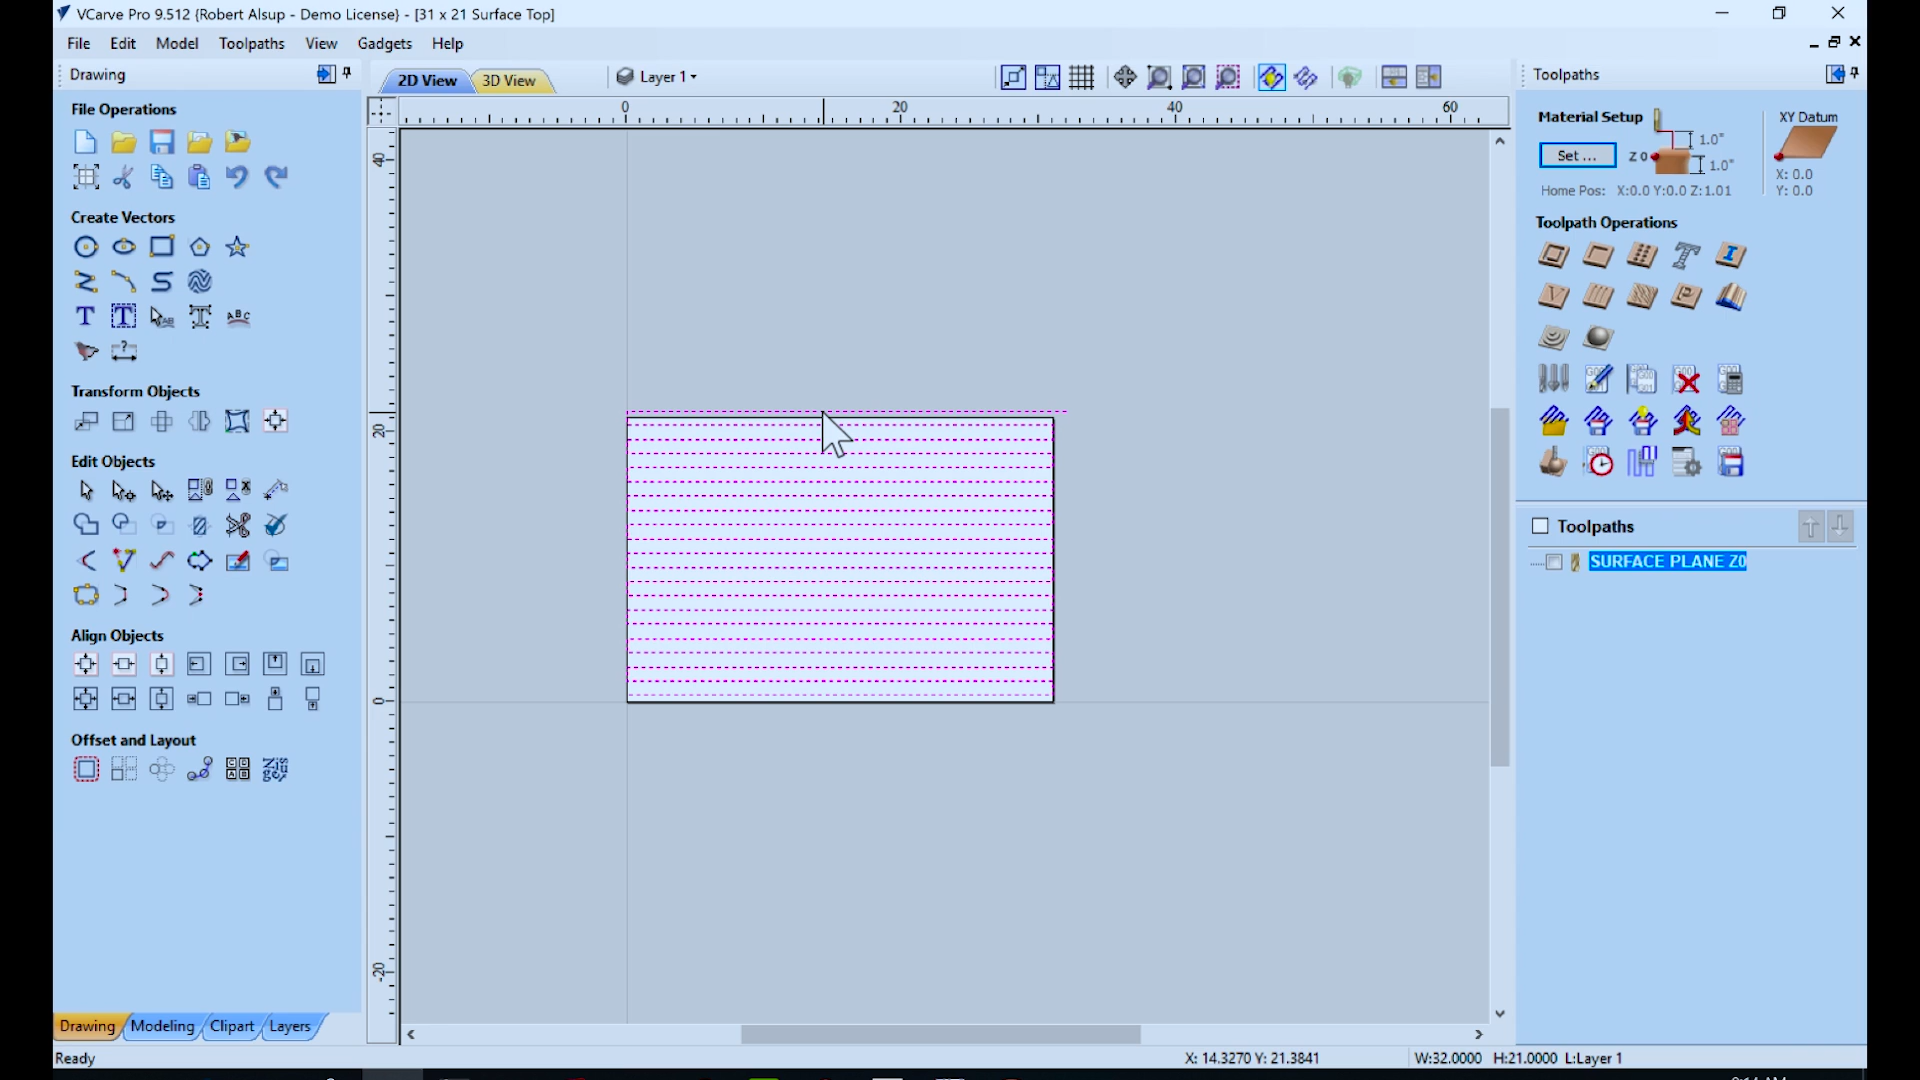 VCarve Pro 9.512 {Robert Alsup - Demo License} - [31 x 21 Surface Top]
File Edit Model Toolpaths View Gadgets Help
Drawing
File Operations
Create Vectors
Transform Objects
Edit Objects
Align Objects
Offset and Layout
Drawing Modeling Clipart Layers
Ready
2D View 3D View Layer 1
0 20 40 60
40
20
0
-20
X: 14.3270 Y: 21.3841
W:32.0000 H:21.0000 L:Layer 1
Toolpaths
Material Setup
Set ...
Z 0
1.0"
1.0"
Home Pos: X:0.0 Y:0.0 Z:1.01
XY Datum
X: 0.0
Y: 0.0
Toolpath Operations
Toolpaths
SURFACE PLANE Z0